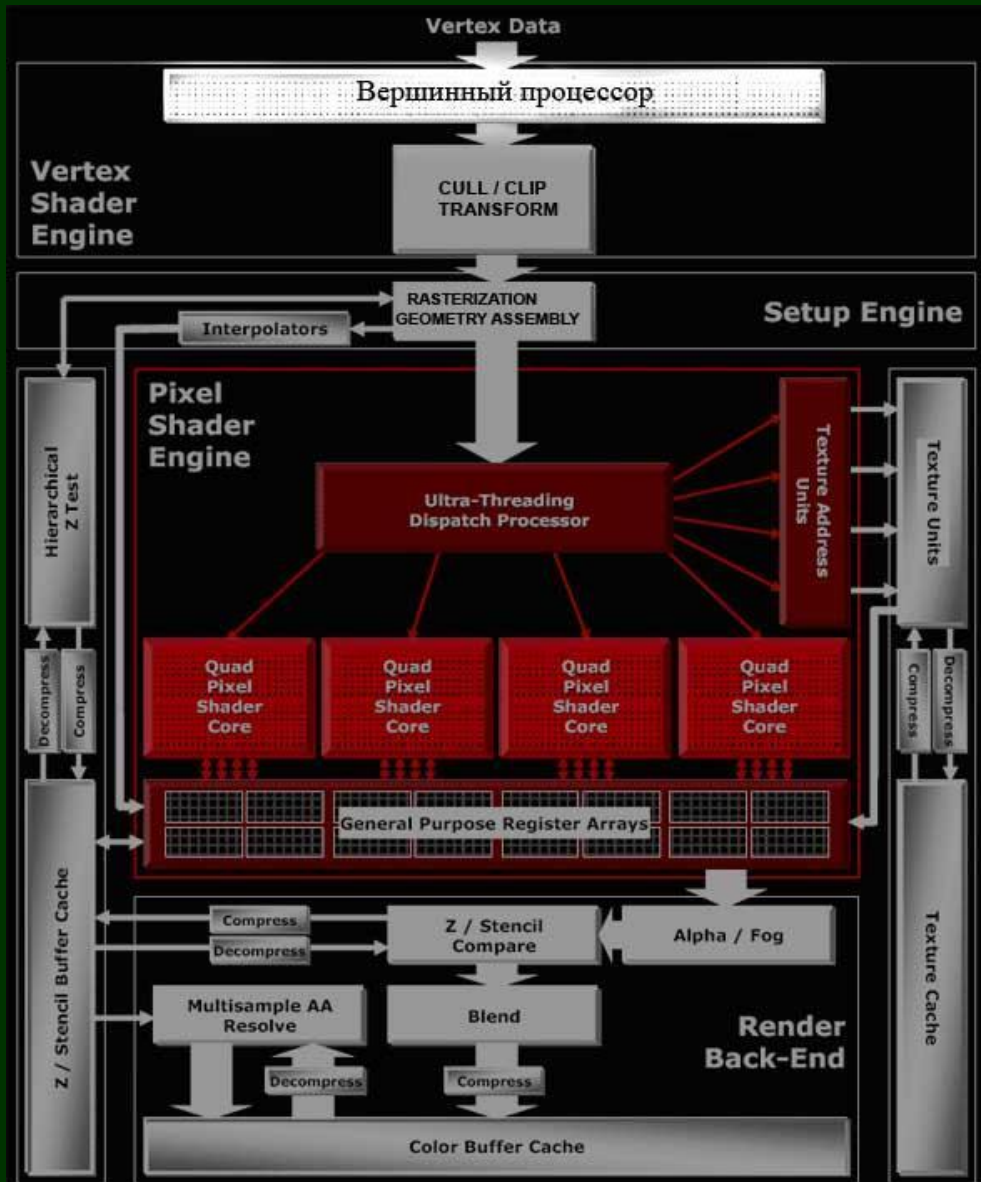 Vertex Data
Вершинный процессор
Vertex
Shader
Engine
CULL / CLIP
TRANSFORM
RASTERIZATION
GEOMETRY ASSEMBLY
Interpolators
Setup Engine
Hierarchical
Z Test
Pixel
Shader
Engine
Ultra-Threading
Dispatch Processor
Texture Address
Units
Texture Units
Quad
Pixel
Shader
Core
Quad
Pixel
Shader
Core
Quad
Pixel
Shader
Core
Quad
Pixel
Shader
Core
Decompress
Compress
Compress
Decompress
General Purpose Register Arrays
Z / Stencil Buffer Cache
Compress
Decompress
Z / Stencil
Compare
Alpha / Fog
Texture Cache
Multisample AA
Resolve
Blend
Render
Back-End
Decompress
Compress
Color Buffer Cache